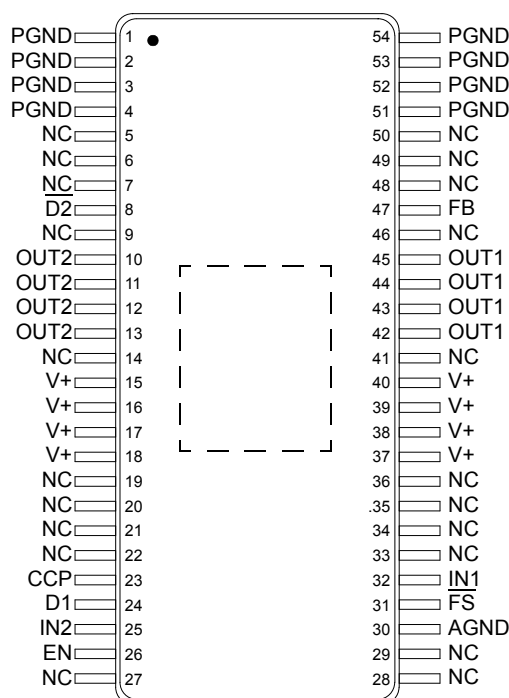 PGND 1 54 PGND
PGND 2 53 PGND
PGND 3 52 PGND
PGND 4 51 PGND
NC 5 50 NC
NC 6 49 NC
NC 7 48 NC
D2 8 47 FB
NC 9 46 NC
OUT2 10 45 OUT1
OUT2 11 44 OUT1
OUT2 12 43 OUT1
OUT2 13 42 OUT1
NC 14 41 NC
V+ 15 40 V+
V+ 16 39 V+
V+ 17 38 V+
V+ 18 37 V+
NC 19 36 NC
NC 20 .35 NC
NC 21 34 NC
NC 22 33 NC
CCP 23 32 IN1
D1 24 31 FS
IN2 25 30 AGND
EN 26 29 NC
NC 27 28 NC